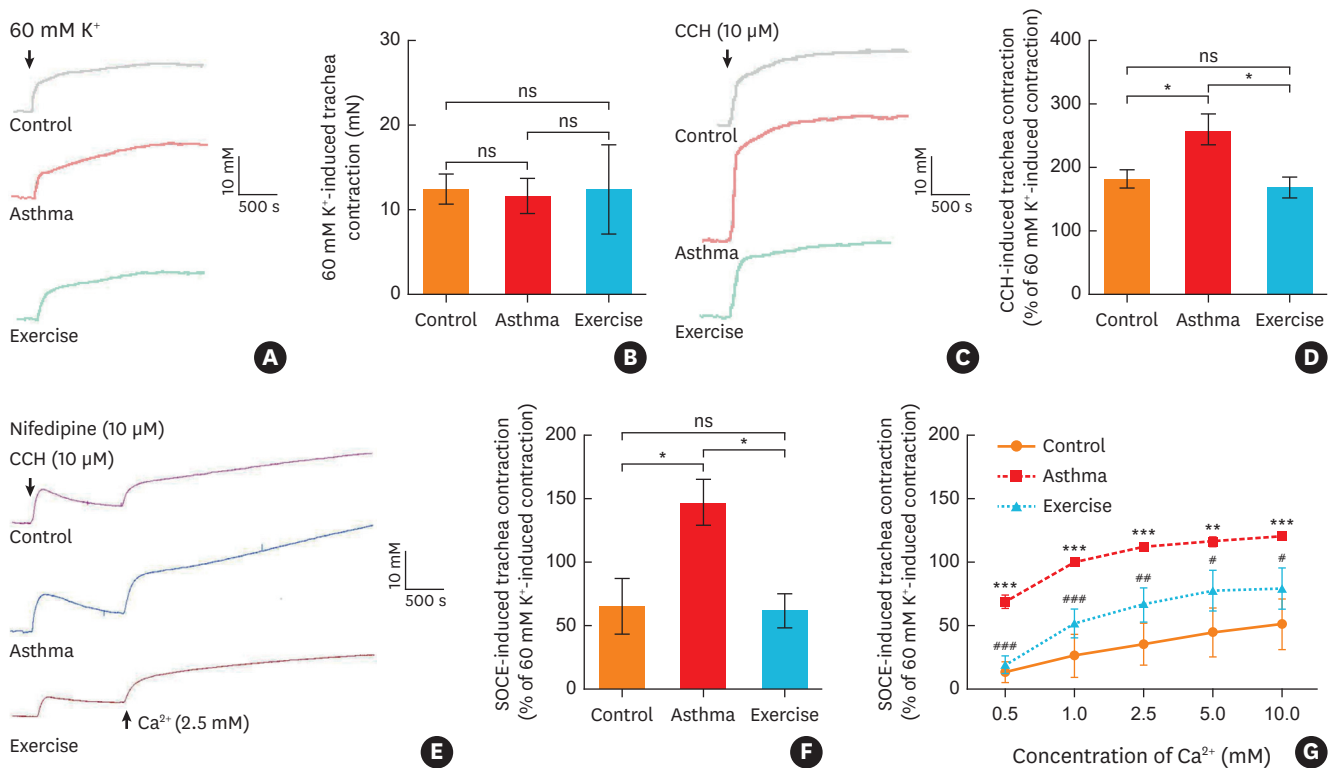 60 mM K⁺
Control
Asthma
Exercise
10 mM
500 s
A
60 mM K⁺-induced trachea
contraction (mN)
30
20
10
0
ns
ns
ns
Control Asthma Exercise
B
CCH (10 µM)
Control
Asthma
Exercise
10 mM
500 s
C
CCH-induced trachea contraction
(% of 60 mM K⁺-induced contraction)
400
300
200
100
0
ns
* *
Control Asthma Exercise
D
Nifedipine (10 µM)
CCH (10 µM)
Control
Asthma
Exercise
Ca²⁺ (2.5 mM)
10 mM
500 s
E
SOCE-induced trachea contraction
(% of 60 mM K⁺-induced contraction)
200
150
100
50
0
ns
* *
Control Asthma Exercise
F
SOCE-induced trachea contraction
(% of 60 mM K⁺-induced contraction)
200
150
100
50
0
Control
Asthma
Exercise
*** *** *** ** ***
### ### ## # #
0.5 1.0 2.5 5.0 10.0
Concentration of Ca²⁺ (mM)
G